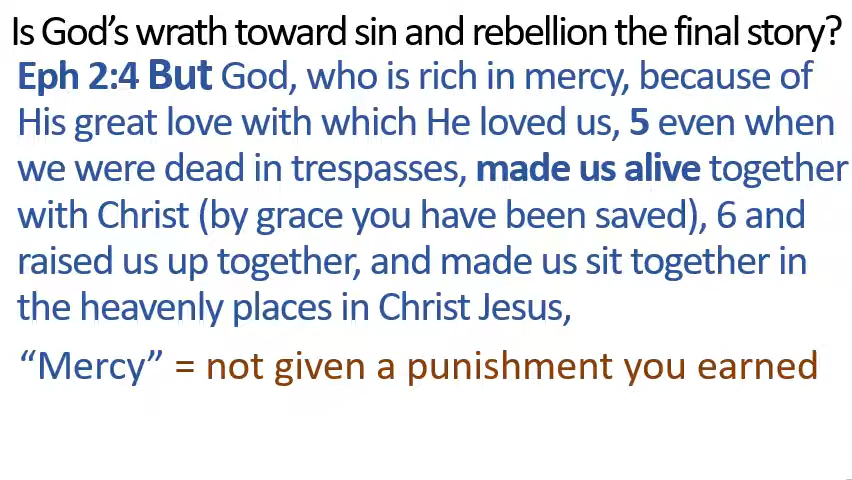 Is God’s wrath toward sin and rebellion the final story?
Eph 2:4 But God, who is rich in mercy, because of
His great love with which He loved us, 5 even when
we were dead in trespasses, made us alive together
with Christ (by grace you have been saved), 6 and
raised us up together, and made us sit together in
the heavenly places in Christ Jesus,
“Mercy” = not given a punishment you earned